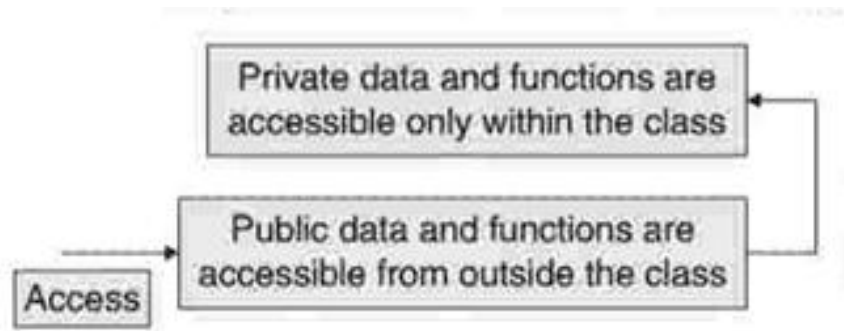 Private data and functions are
accessible only within the class
Public data and functions are
accessible from outside the class
Access